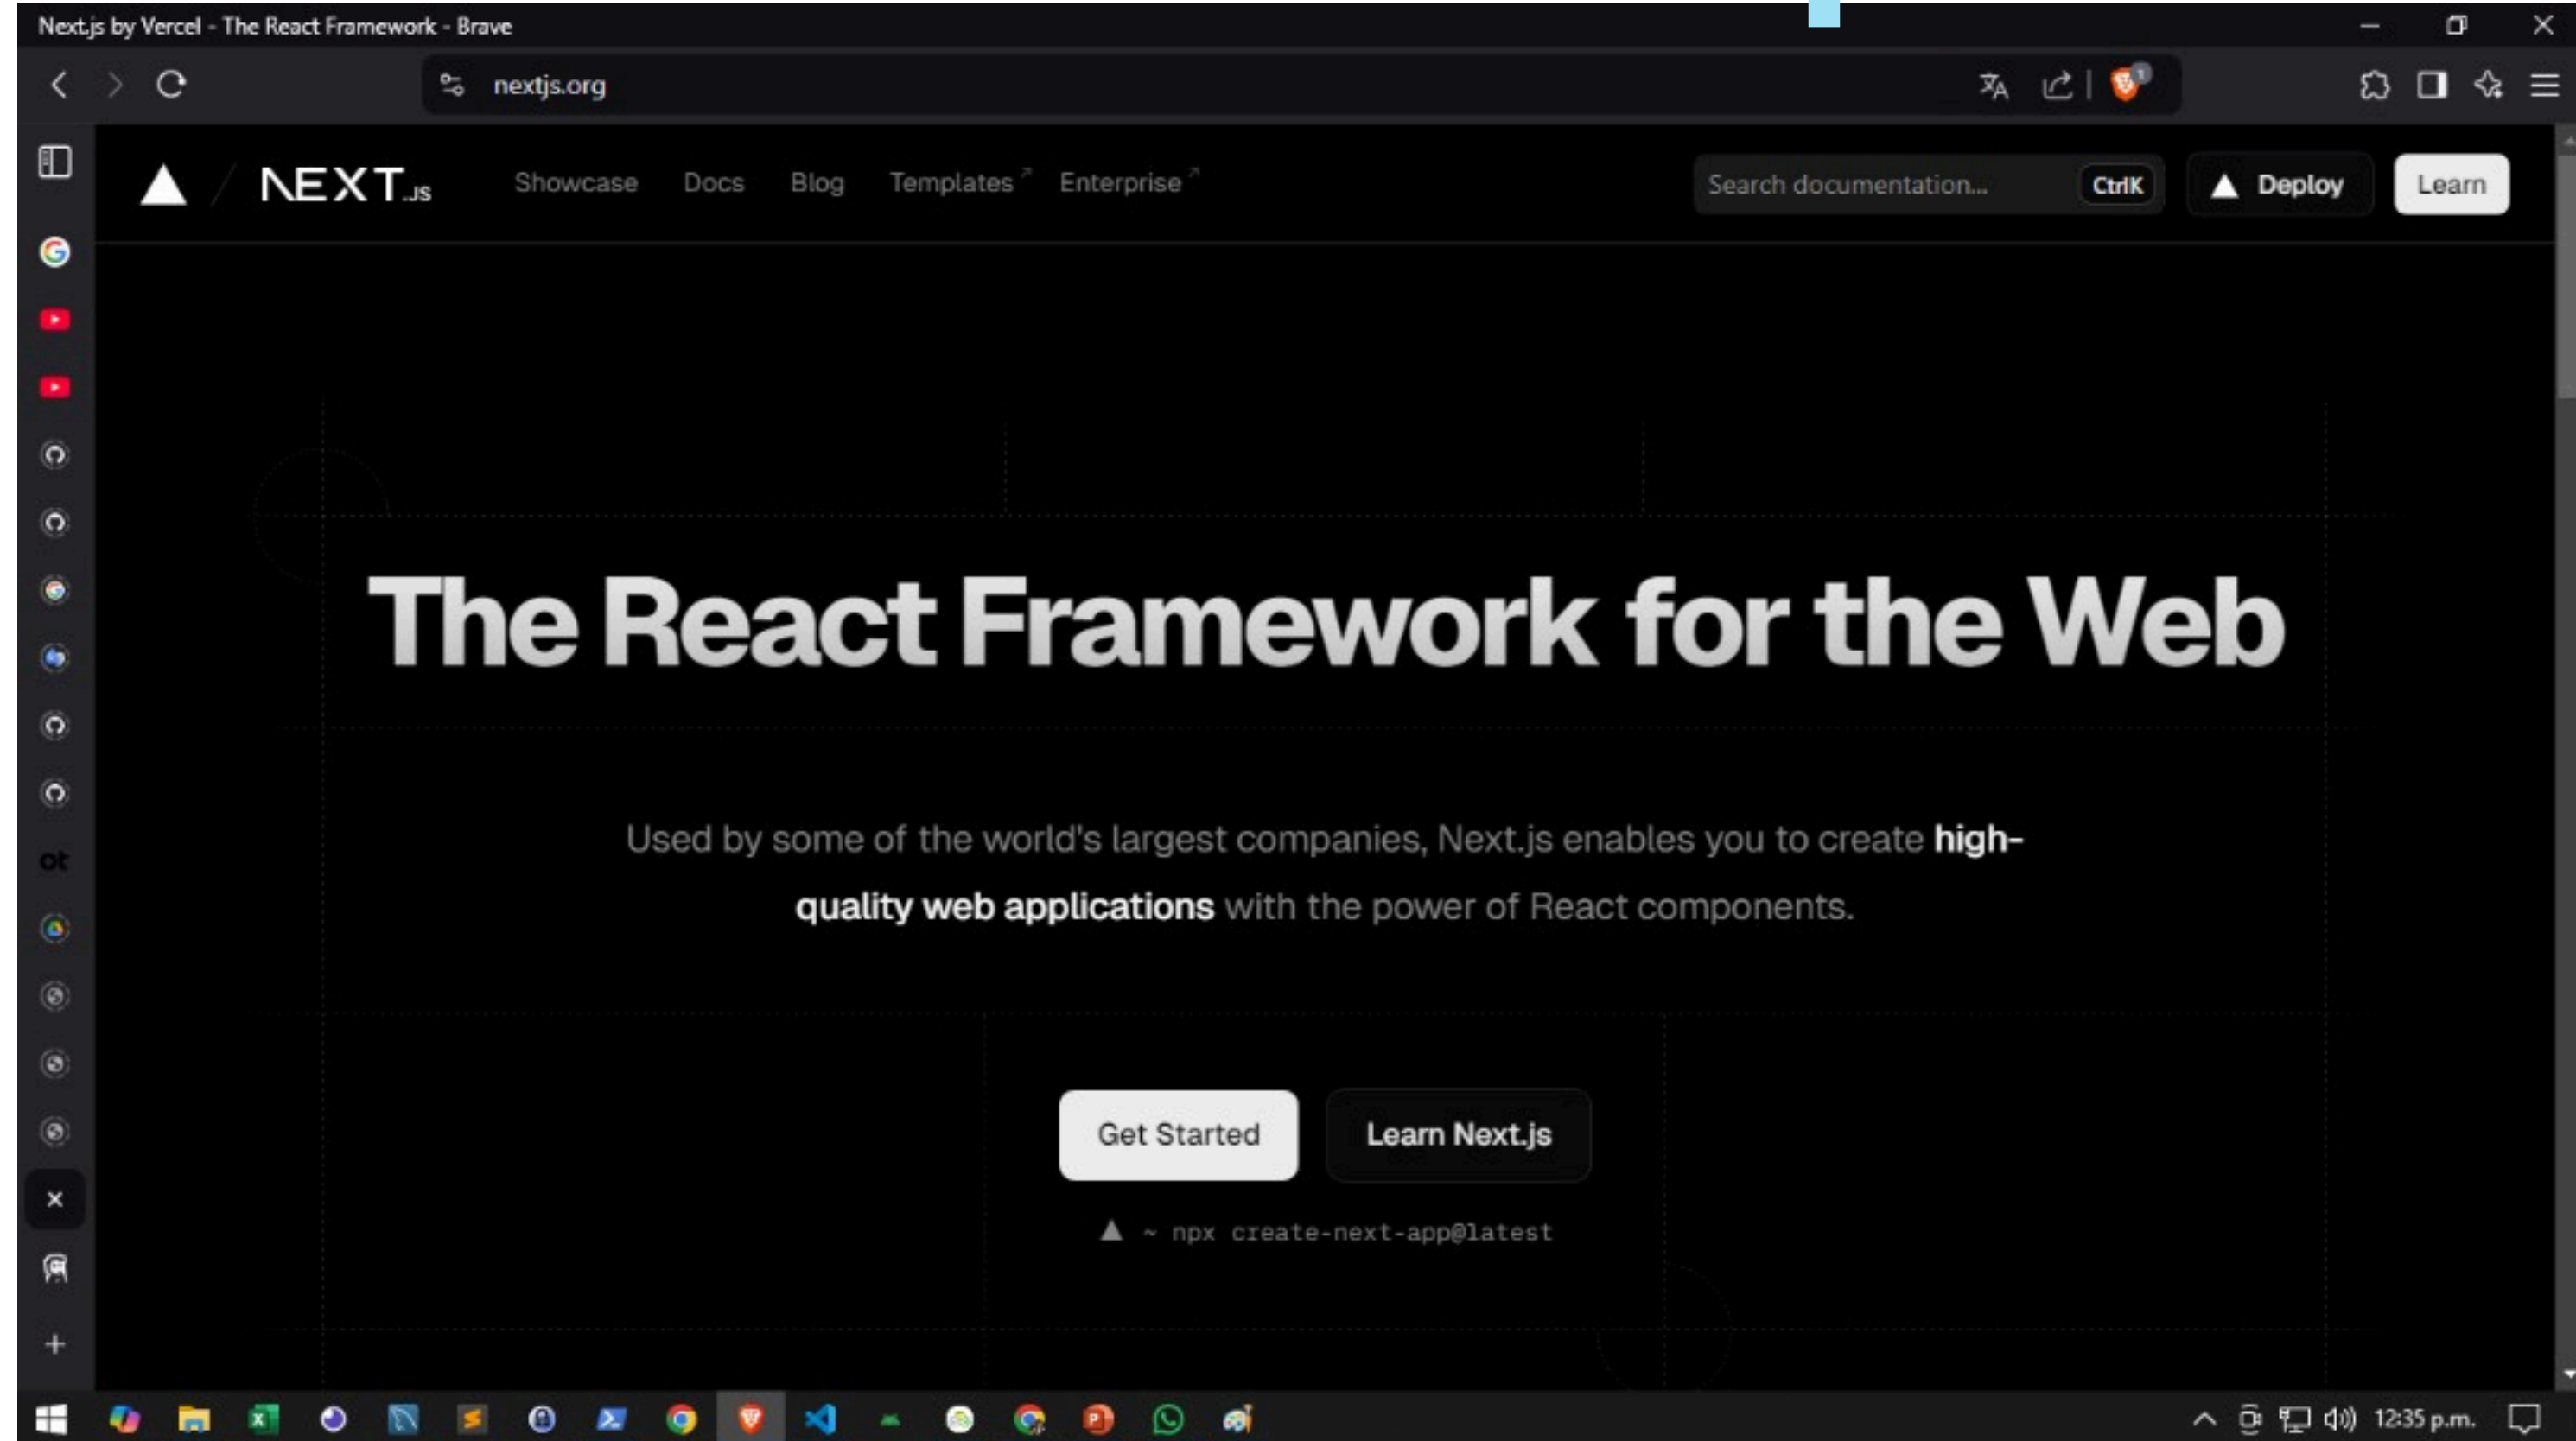 Next.js by Vercel - The React Framework - Brave
nextjs.org
1
NEXT.JS
Showcase
Docs
Blog
Templates
Enterprise
Search documentation...
CtrlK
Deploy
Learn
The React Framework for the Web
Used by some of the world's largest companies, Next.js enables you to create high-
quality web applications with the power of React components.
Get Started
Learn Next.js
~ npx create-next-app@latest
ot
12:35 p.m.